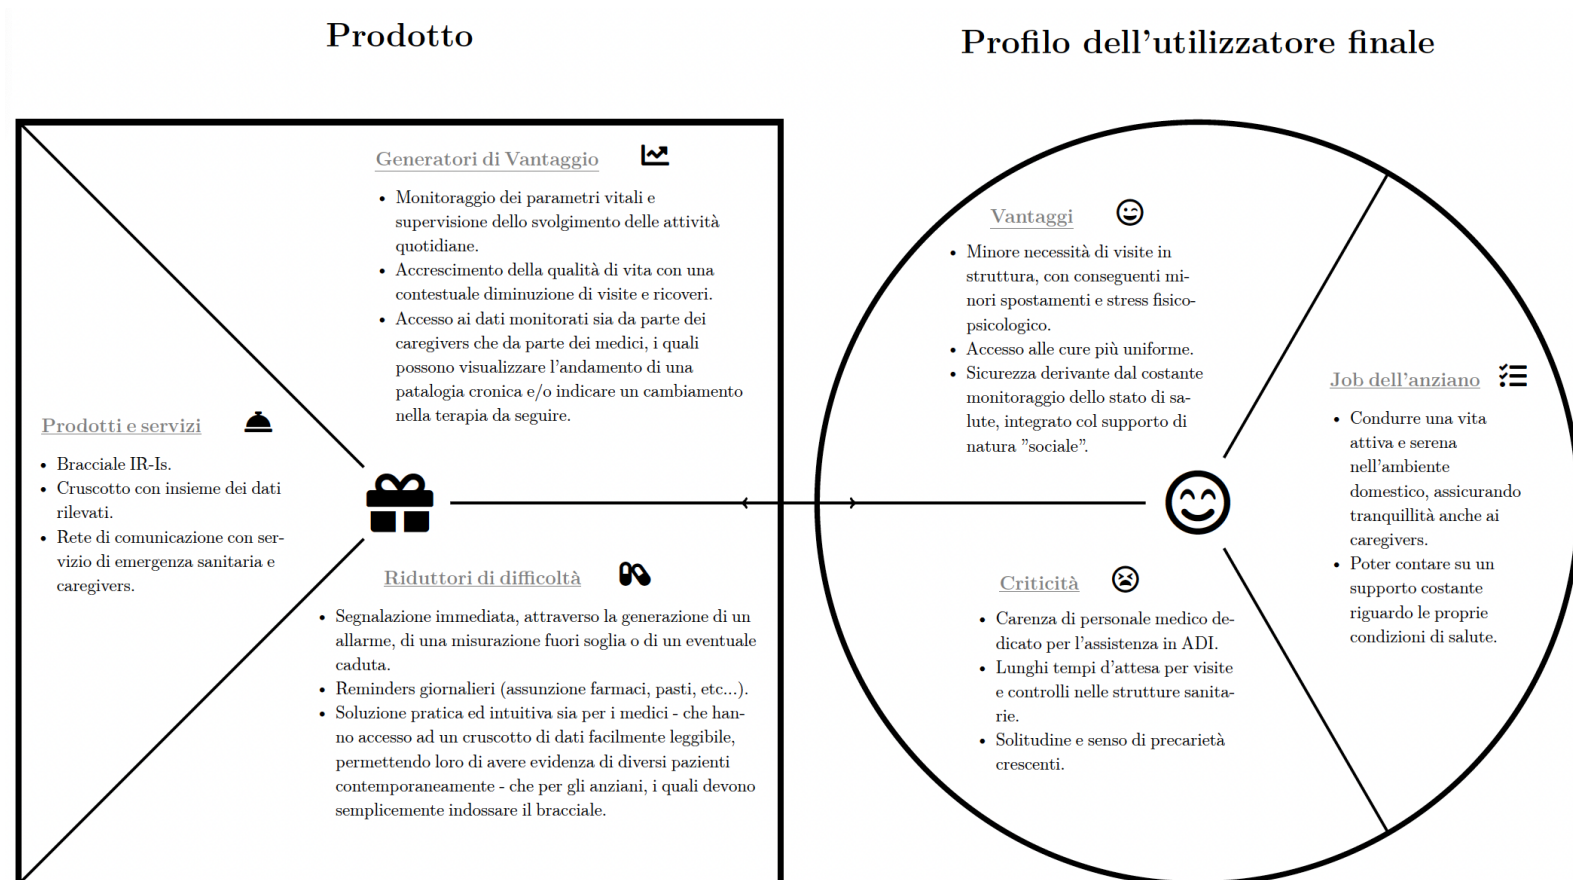 Prodotto
Profilo dell'utilizzatore finale
Generatori di Vantaggio
• Monitoraggio dei parametri vitali e
supervisione dello svolgimento delle attività
quotidiane.
• Accrescimento della qualità di vita con una
contestuale diminuzione di visite e ricoveri.
• Accesso ai dati monitorati sia da parte dei
caregivers che da parte dei medici, i quali
possono visualizzare l'andamento di una
patalogia cronica e/o indicare un cambiamento
nella terapia da seguire.
Prodotti e servizi
• Bracciale IR-Is.
• Cruscotto con insieme dei dati
rilevati.
• Rete di comunicazione con ser-
vizio di emergenza sanitaria e
caregivers.
Riduttori di difficoltà
• Segnalazione immediata, attraverso la generazione di un
allarme, di una misurazione fuori soglia o di un eventuale
caduta.
• Reminders giornalieri (assunzione farmaci, pasti, etc...).
• Soluzione pratica ed intuitiva sia per i medici - che han-
no accesso ad un cruscotto di dati facilmente leggibile,
permettendo loro di avere evidenza di diversi pazienti
contemporaneamente - che per gli anziani, i quali devono
semplicemente indossare il bracciale.
Vantaggi
• Minore necessità di visite in
struttura, con conseguenti mi-
nori spostamenti e stress fisico-
psicologico.
• Accesso alle cure più uniforme.
• Sicurezza derivante dal costante
monitoraggio dello stato di sa-
lute, integrato col supporto di
natura "sociale".
Job dell'anziano
• Condurre una vita
attiva e serena
nell'ambiente
domestico, assicurando
tranquillità anche ai
caregivers.
• Poter contare su un
supporto costante
riguardo le proprie
condizioni di salute.
Criticità
• Carenza di personale medico de-
dicato per l'assistenza in ADI.
• Lunghi tempi d'attesa per visite
e controlli nelle strutture sanita-
rie.
• Solitudine e senso di precarietà
crescenti.